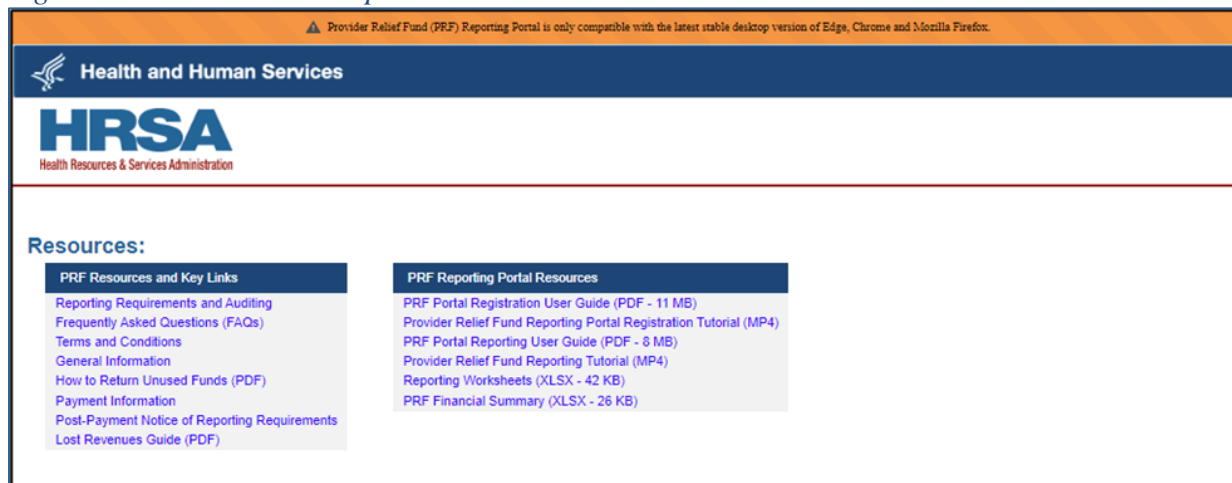 Provider Relief Fund (PRF) Reporting Portal is only compatible with the latest stable desktop version of Edge, Chrome and Mozilla Firefox.
Health and Human Services
HRSA
Health Resources & Services Administration
Resources:
PRF Resources and Key Links
Reporting Requirements and Auditing
Frequently Asked Questions (FAQs)
Terms and Conditions
General Information
How to Return Unused Funds (PDF)
Payment Information
Post-Payment Notice of Reporting Requirements
Lost Revenues Guide (PDF)
PRF Reporting Portal Resources
PRF Portal Registration User Guide (PDF - 11 MB)
Provider Relief Fund Reporting Portal Registration Tutorial (MP4)
PRF Portal Reporting User Guide (PDF - 8 MB)
Provider Relief Fund Reporting Tutorial (MP4)
Reporting Worksheets (XLSX - 42 KB)
PRF Financial Summary (XLSX - 26 KB)